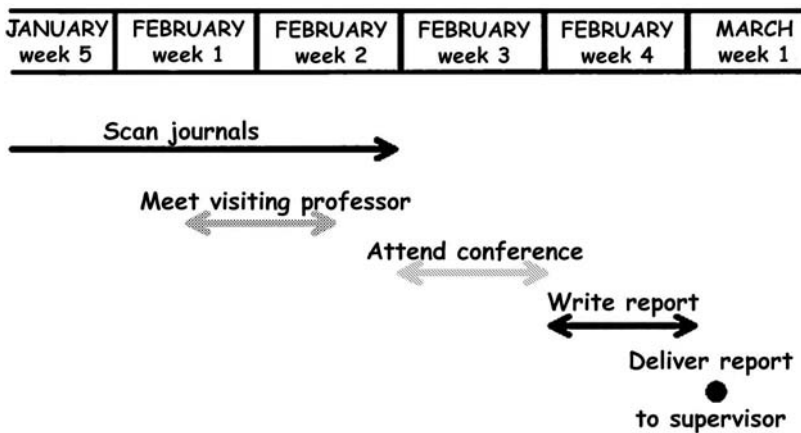 JANUARY FEBRUARY FEBRUARY FEBRUARY FEBRUARY MARCH
week 5 week 1 week 2 week 3 week 4 week 1
Scan journals
Meet visiting professor
Attend conference
Write report
Deliver report
to supervisor